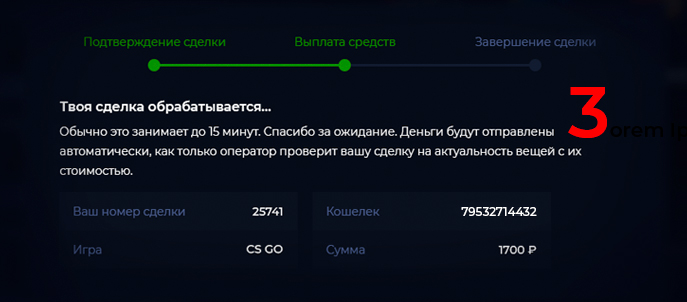 Подтверждение сделки Выплата средств Завершение сделки
Твоя сделка обрабатывается...
3
Обычно это занимает до 15 минут. Спасибо за ожидание. Деньги будут отправлены
orem
автоматически, как только оператор проверит вашу сделку на актуальность вещей с их
стоимостью.
Ваш номер сделки 25741 Кошелек 79532714432
Игра CS GO Сумма 1700 ₽